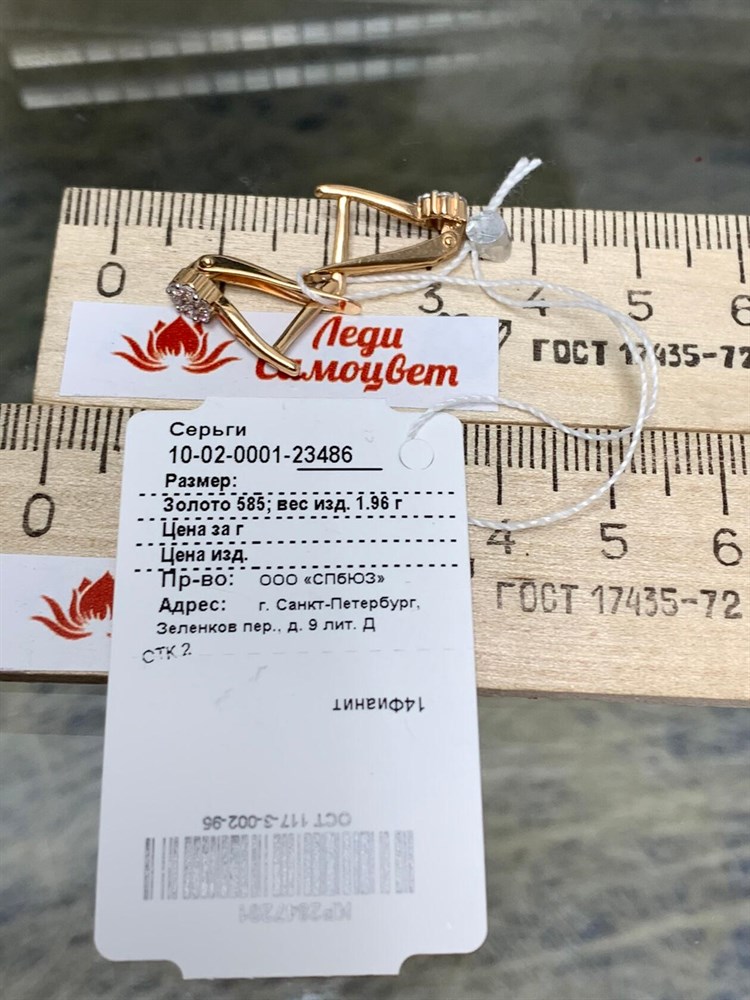 0 3 4 5 6
Леди
Самоцвет
ГОСТ 17435-72
Серьги
10-02-0001-23486
Размер:
Золото 585; вес изд. 1.96 г
Цена за г
Цена изд.
Пр-во: ООО «СПбЮЗ»
Адрес: г. Санкт-Петербург,
Зеленков пер., д. 9 лит. Д
ОТК 2
0 4 5 6
ГОСТ 17435-72
14Фианит
ОСТ 117-3-002-95